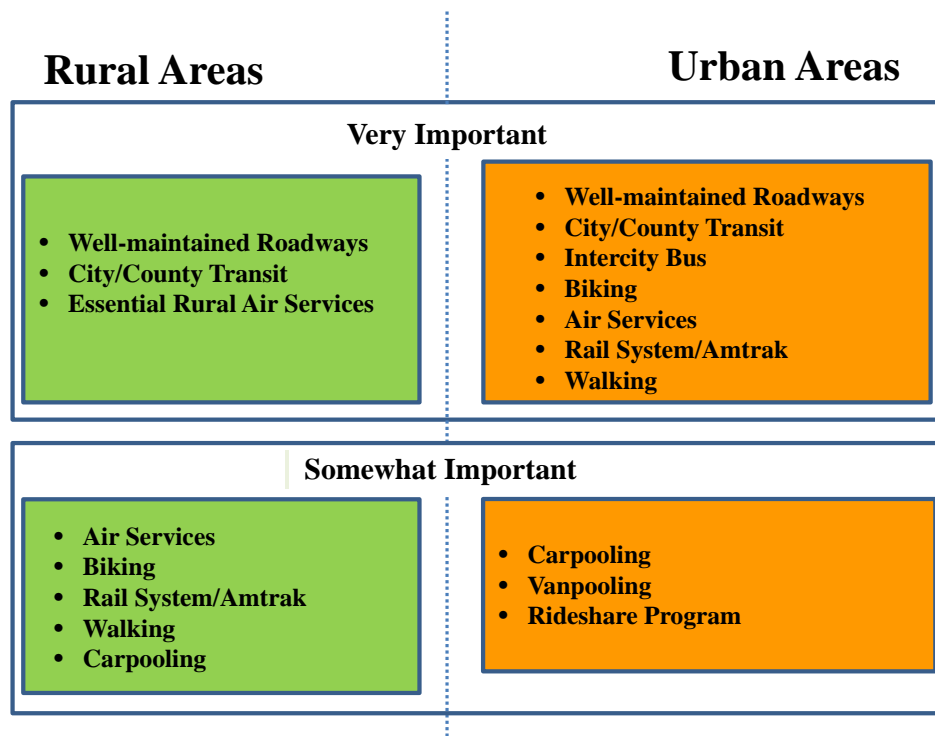 Rural Areas
Urban Areas
Very Important
• Well-maintained Roadways
• City/County Transit
• Essential Rural Air Services
• Well-maintained Roadways
• City/County Transit
• Intercity Bus
• Biking
• Air Services
• Rail System/Amtrak
• Walking
Somewhat Important
• Air Services
• Biking
• Rail System/Amtrak
• Walking
• Carpooling
• Carpooling
• Vanpooling
• Rideshare Program